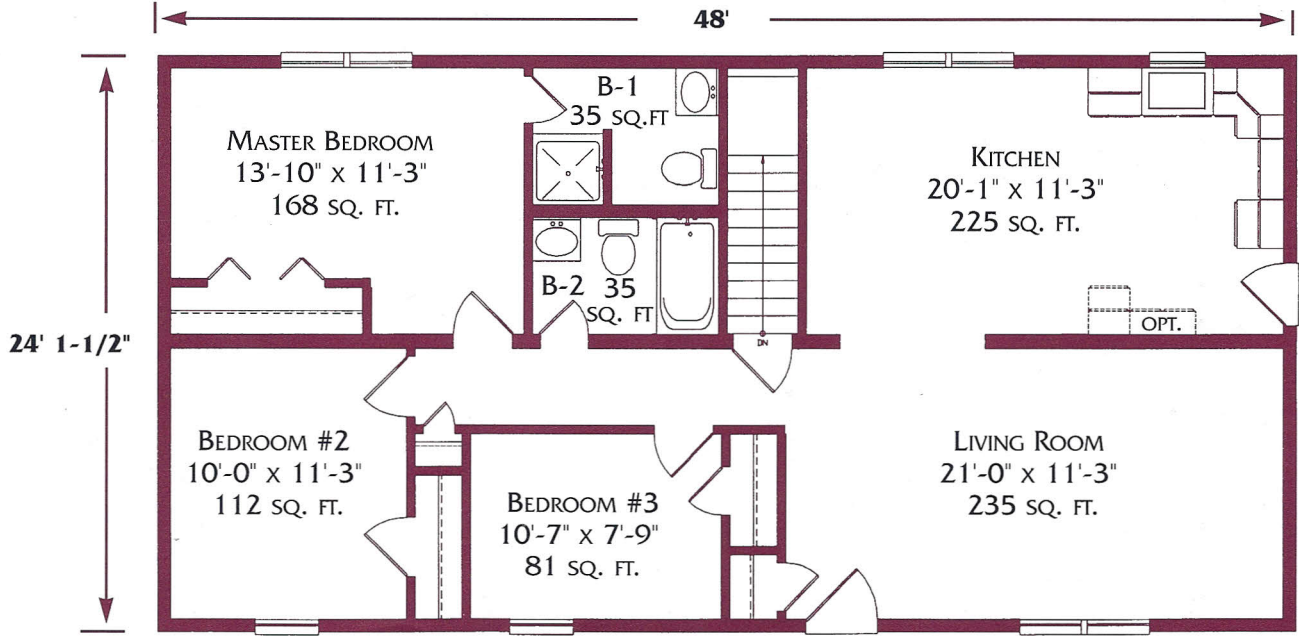 48'
B-1
35 SQ.FT
MASTER BEDROOM
13'-10" X 11'-3"
168 SQ. FT.
KITCHEN
20'-1" X 11'-3"
225 SQ. FT.
B-2 35
SQ. FT
OPT.
DN
24' 1-1/2"
BEDROOM #2
10'-0" X 11'-3"
112 SQ. FT.
LIVING ROOM
21'-0" X 11'-3"
235 SQ. FT.
BEDROOM #3
10'-7" X 7'-9"
81 SQ. FT.